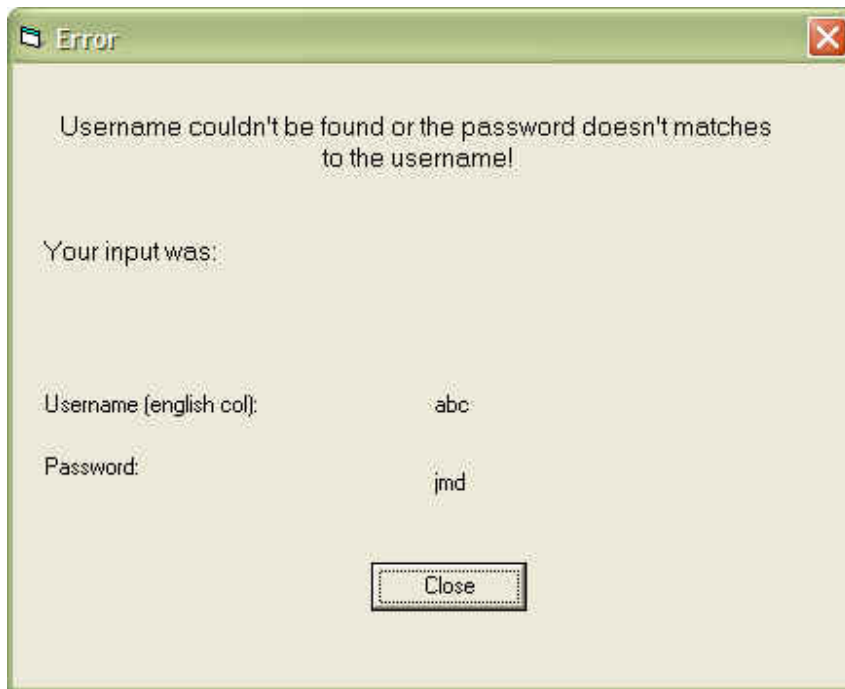 Error
Username couldn't be found or the password doesn't matches
to the username!
Your input was:
Username (english col): abc
Password: jmd
Close